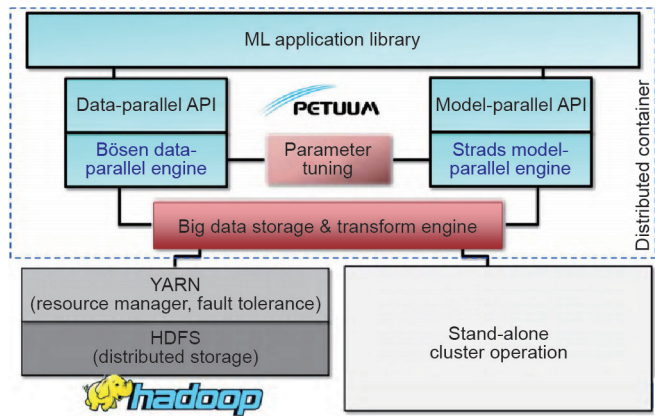 ML application library
Data-parallel API
PETUUM
Model-parallel API
Bösen data-
parallel engine
Parameter
tuning
Strads model-
parallel engine
Distributed container
Big data storage & transform engine
YARN
(resource manager, fault tolerance)
HDFS
(distributed storage)
Stand-alone
cluster operation
hadoop